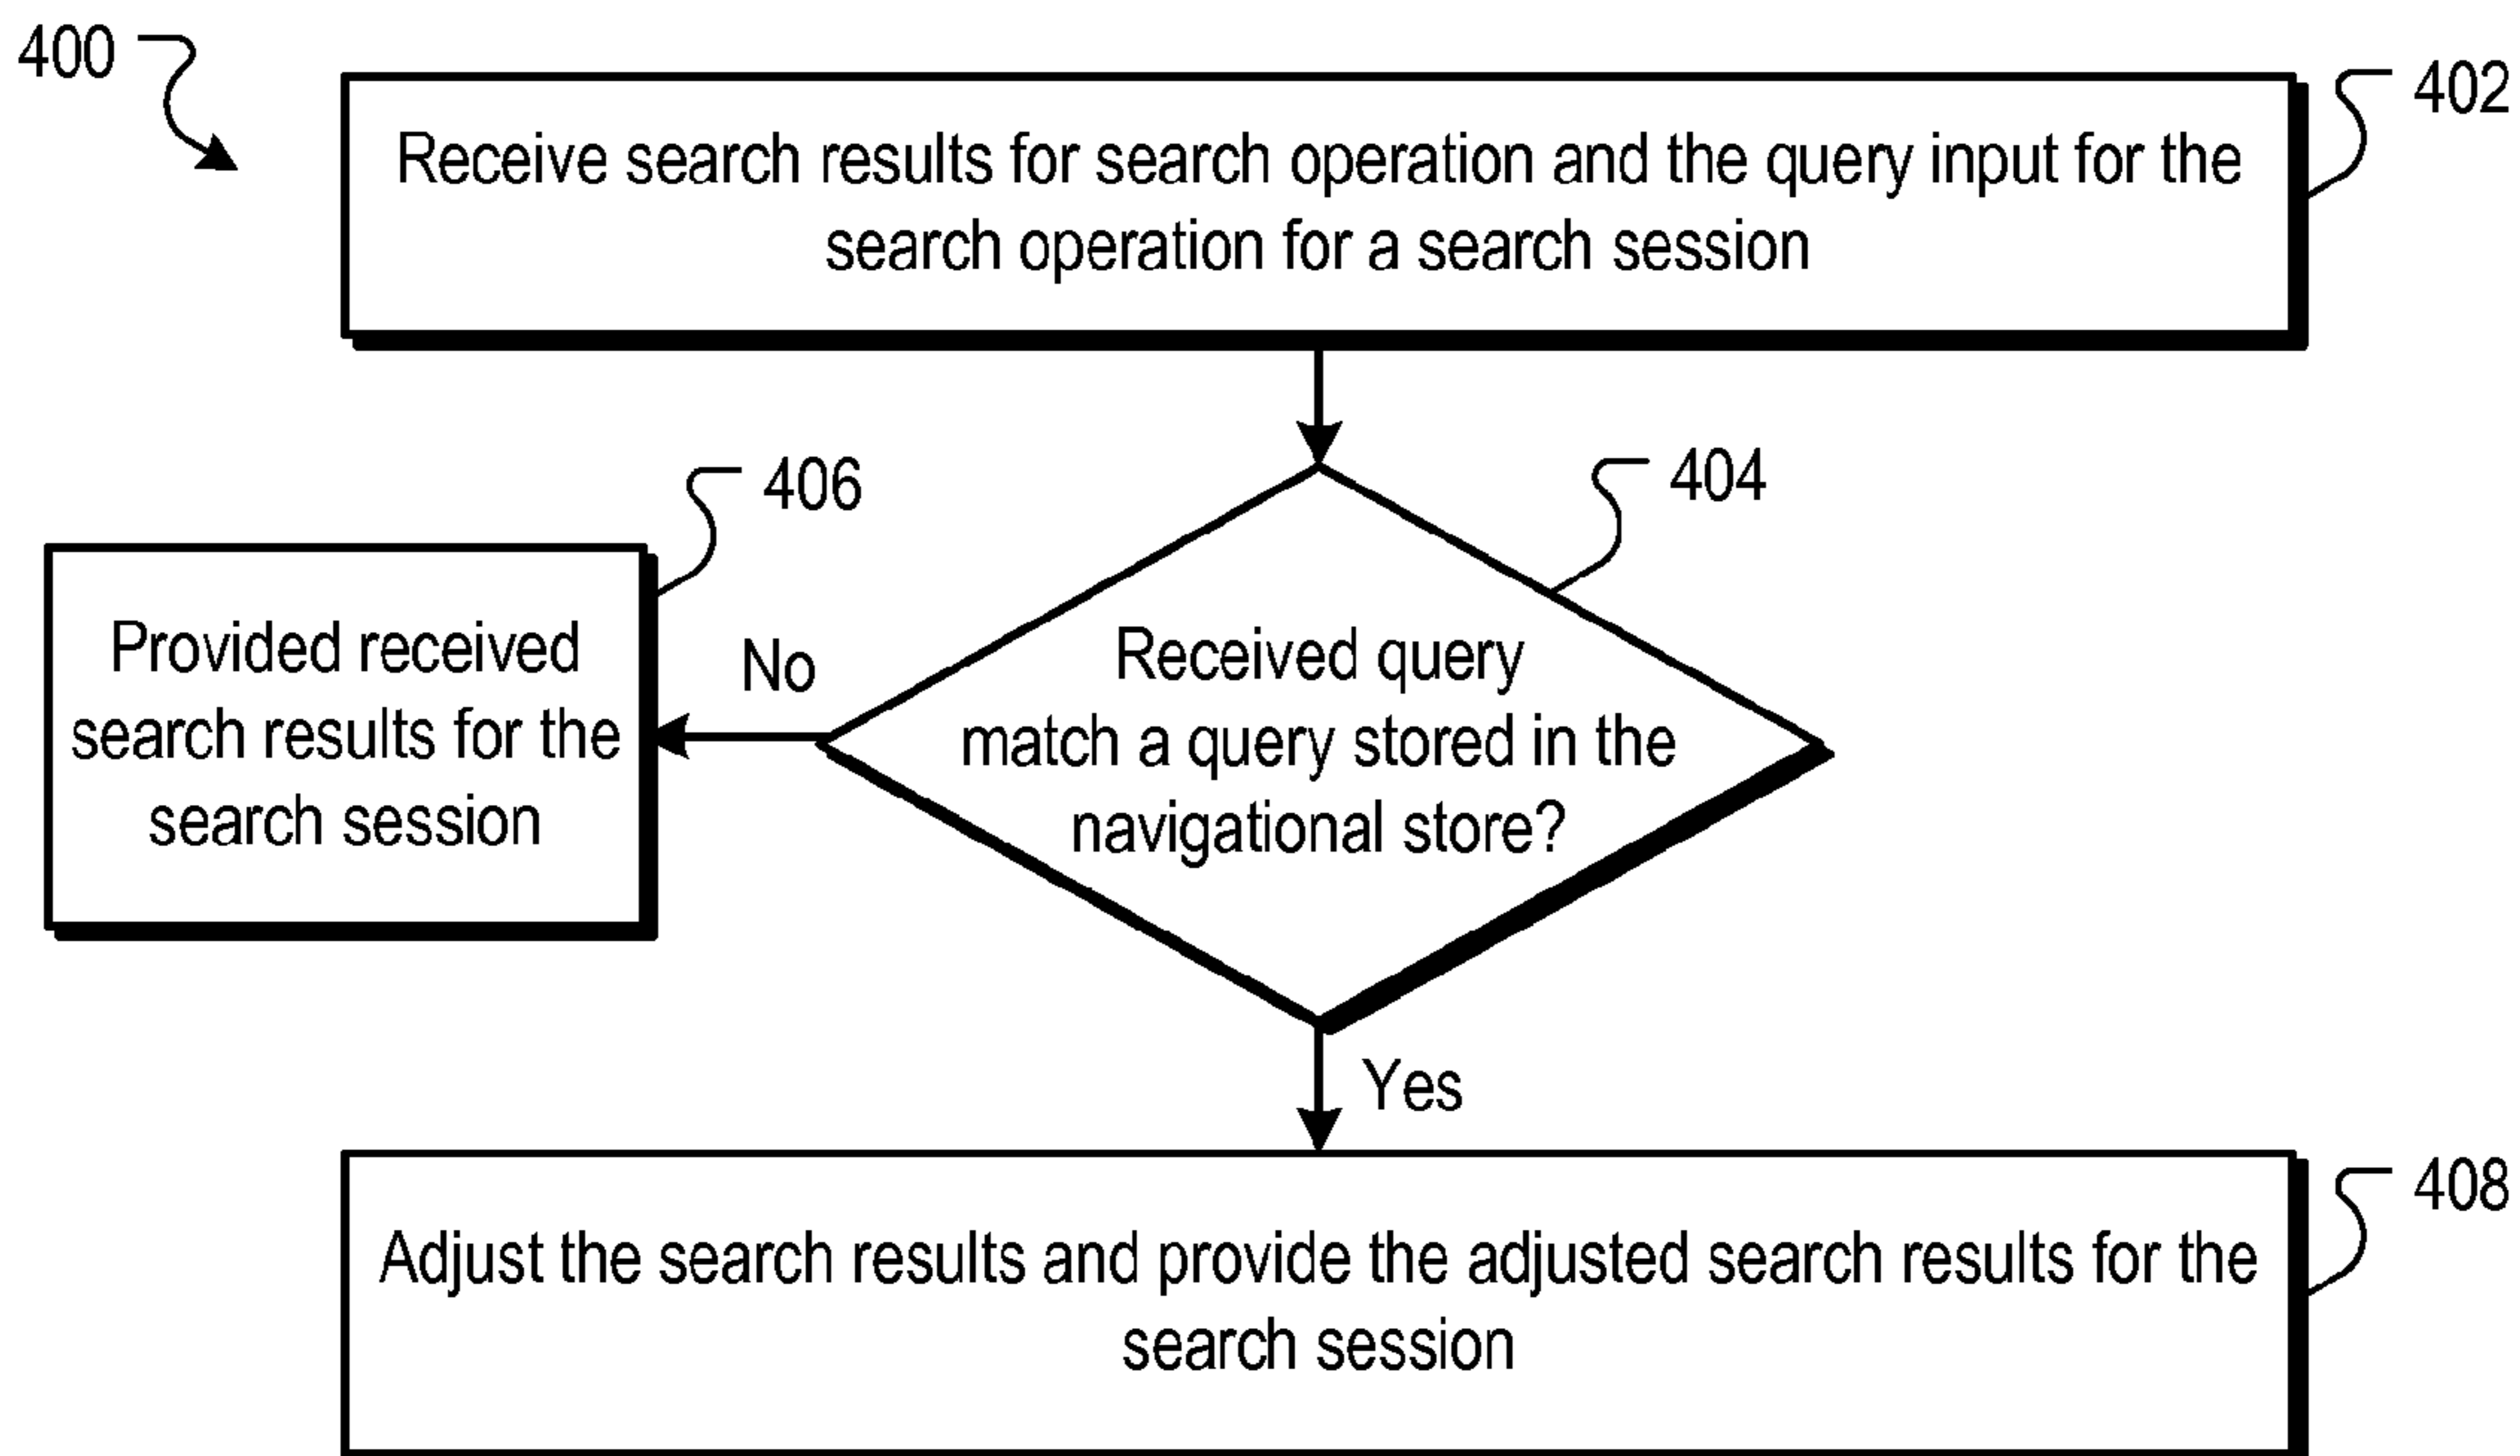 400
402
Receive search results for search operation and the query input for the
search operation for a search session
406
404
Provided received
search results for the
search session
No
Received query
match a query stored in the
navigational store?
Yes
408
Adjust the search results and provide the adjusted search results for the
search session